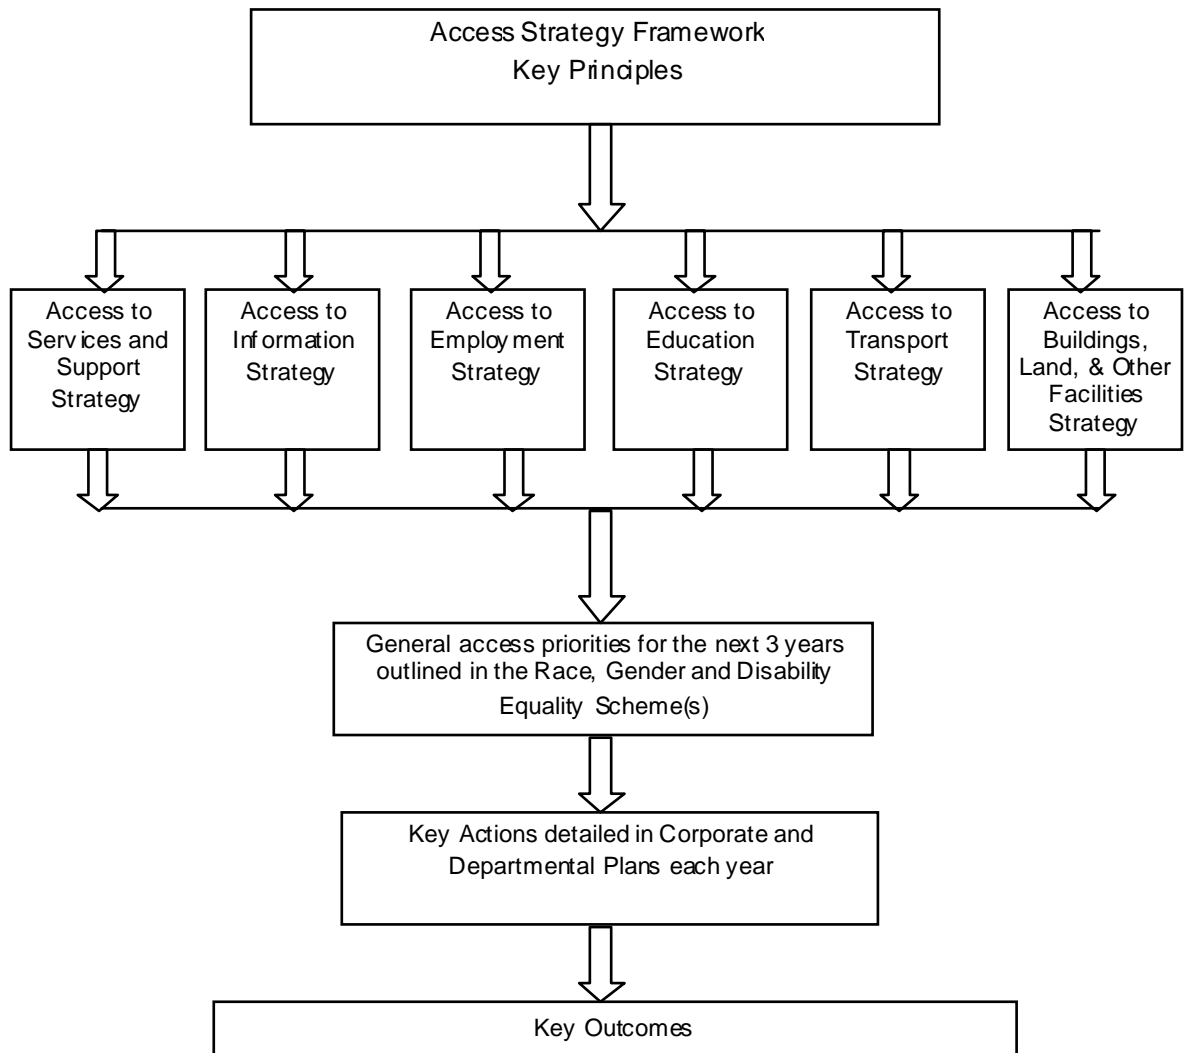 Access Strategy Framework
Key Principles
Access to
Services and
Support
Strategy
Access to
Information
Strategy
Access to
Employment
Strategy
Access to
Education
Strategy
Access to
Transport
Strategy
Access to
Buildings,
Land, & Other
Facilities
Strategy
General access priorities for the next 3 years
outlined in the Race, Gender and Disability
Equality Scheme(s)
Key Actions detailed in Corporate and
Departmental Plans each year
Key Outcomes